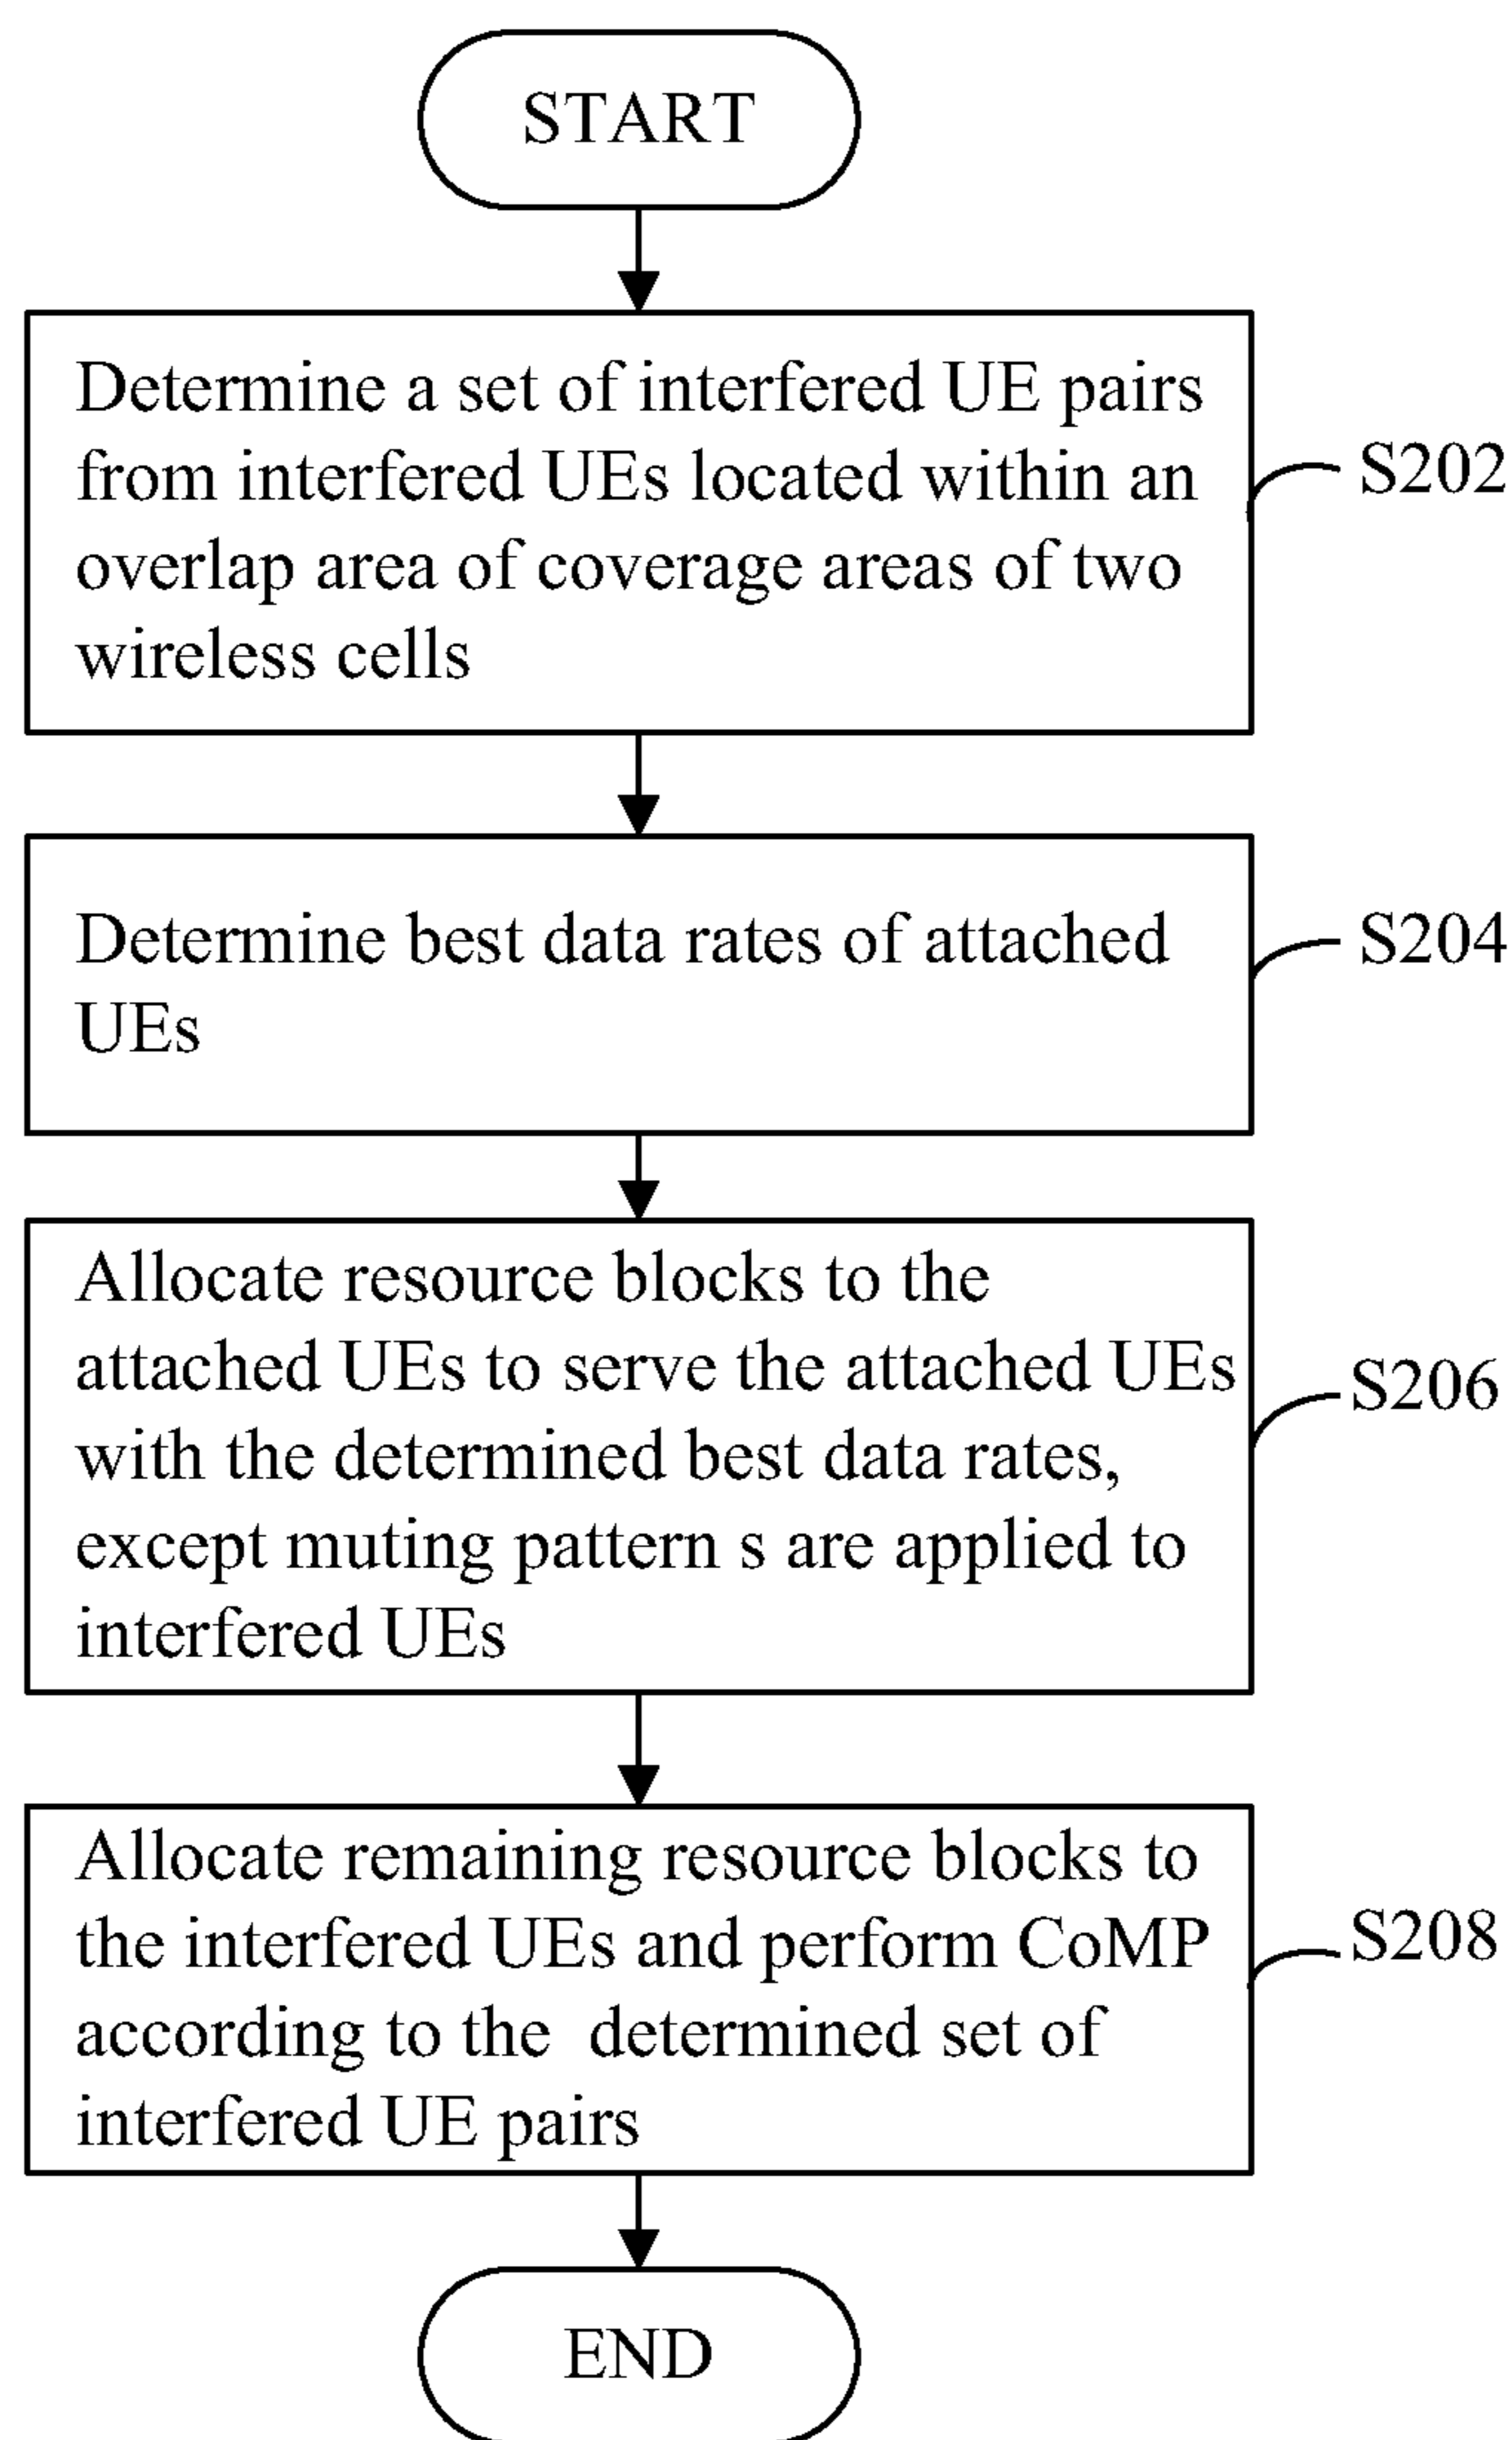 START
Determine a set of interfered UE pairs
from interfered UEs located within an
overlap area of coverage areas of two
wireless cells
S202
Determine best data rates of attached
UEs
S204
Allocate resource blocks to the
attached UEs to serve the attached UEs
with the determined best data rates,
except muting pattern s are applied to
interfered UEs
S206
Allocate remaining resource blocks to
the interfered UEs and perform CoMP
according to the  determined set of
interfered UE pairs
S208
END